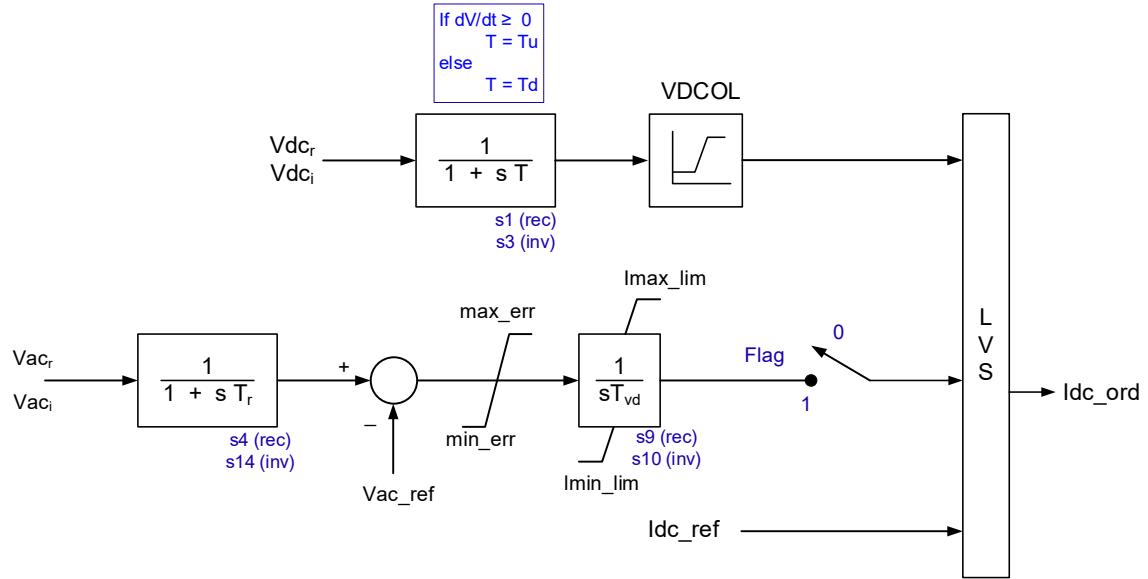 If dV/dt ≥ 0
T = Tu
else
T = Td
VDCOL
Vdcr
Vdci
1
1 + s T
s1 (rec)
s3 (inv)
Imax_lim
max_err
Vacr
Vaci
1
1 + s Tr
s4 (rec)
s14 (inv)
+
–
Vac_ref
min_err
1
sTvd
s9 (rec)
s10 (inv)
Imin_lim
Flag
0
1
Idc_ref
L
V
S
Idc_ord